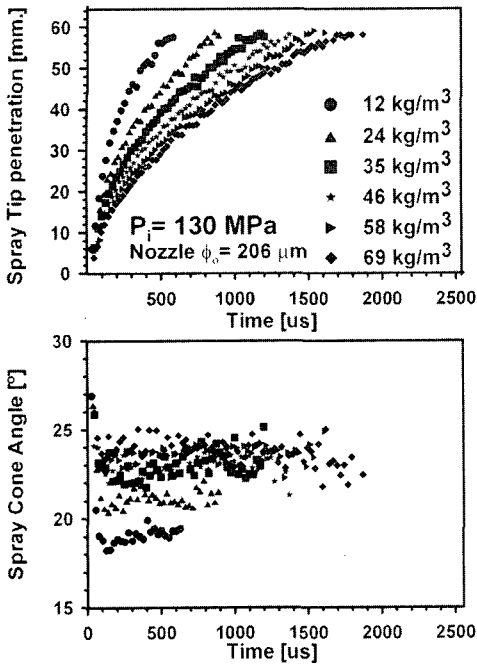 Spray Tip penetration [mm.]
60
50
40
30
20
10
0
12 kg/m³
24 kg/m³
35 kg/m³
46 kg/m³
58 kg/m³
69 kg/m³
Pᵢ= 130 MPa
Nozzle ϕₒ= 206 μm
500 1000 1500 2000 2500
Time [us]
Spray Cone Angle [°]
30
25
20
15
0 500 1000 1500 2000 2500
Time [us]